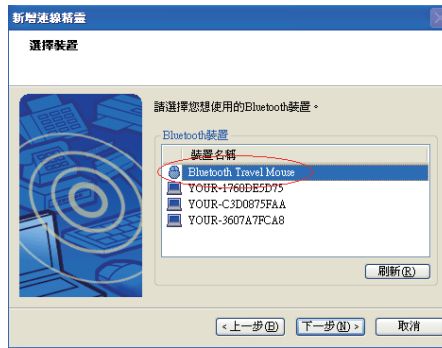 新增連線精靈
選擇裝置
請選擇您想使用的Bluetooth裝置。
Bluetooth裝置
裝置名稱
Bluetooth Travel Mouse
YOUR-1760DE5D75
YOUR-C3D0875FAA
YOUR-3607A7FCA8
刷新(R)
<上一步(B) 下一步(N)> 取消